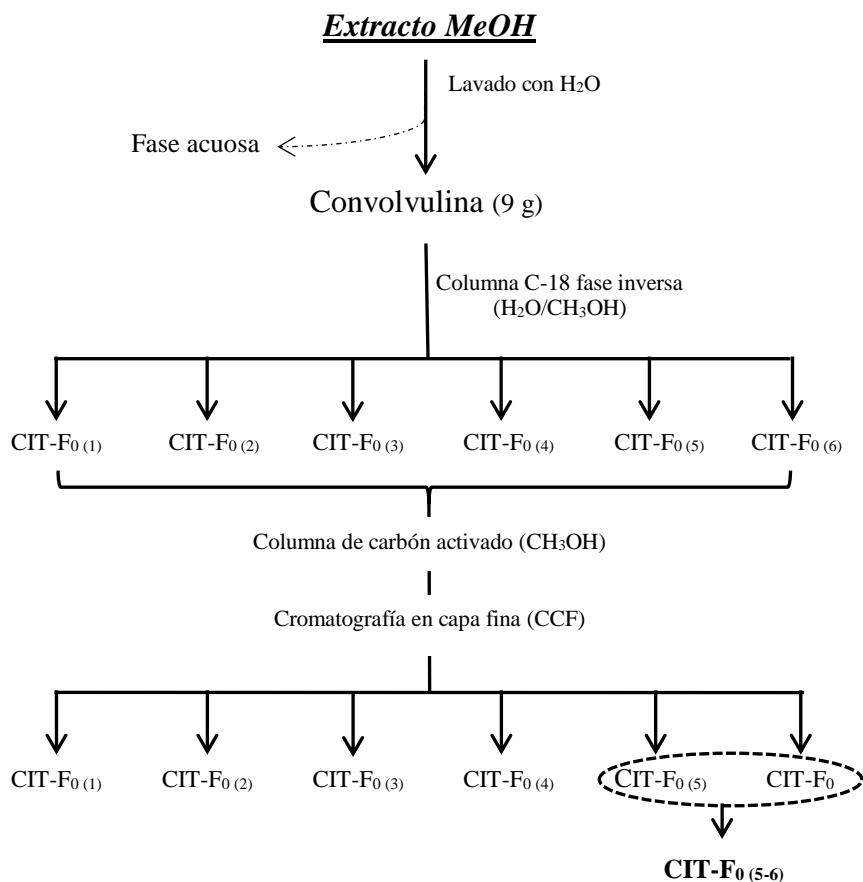 Extracto MeOH
Lavado con H₂O
Fase acuosa
Convolvulina (9 g)
Columna C-18 fase inversa
(H₂O/CH₃OH)
CIT-F₀ (1) CIT-F₀ (2) CIT-F₀ (3) CIT-F₀ (4) CIT-F₀ (5) CIT-F₀ (6)
Columna de carbón activado (CH₃OH)
Cromatografía en capa fina (CCF)
CIT-F₀ (1) CIT-F₀ (2) CIT-F₀ (3) CIT-F₀ (4) CIT-F₀ (5) CIT-F₀
CIT-F₀ (5-6)